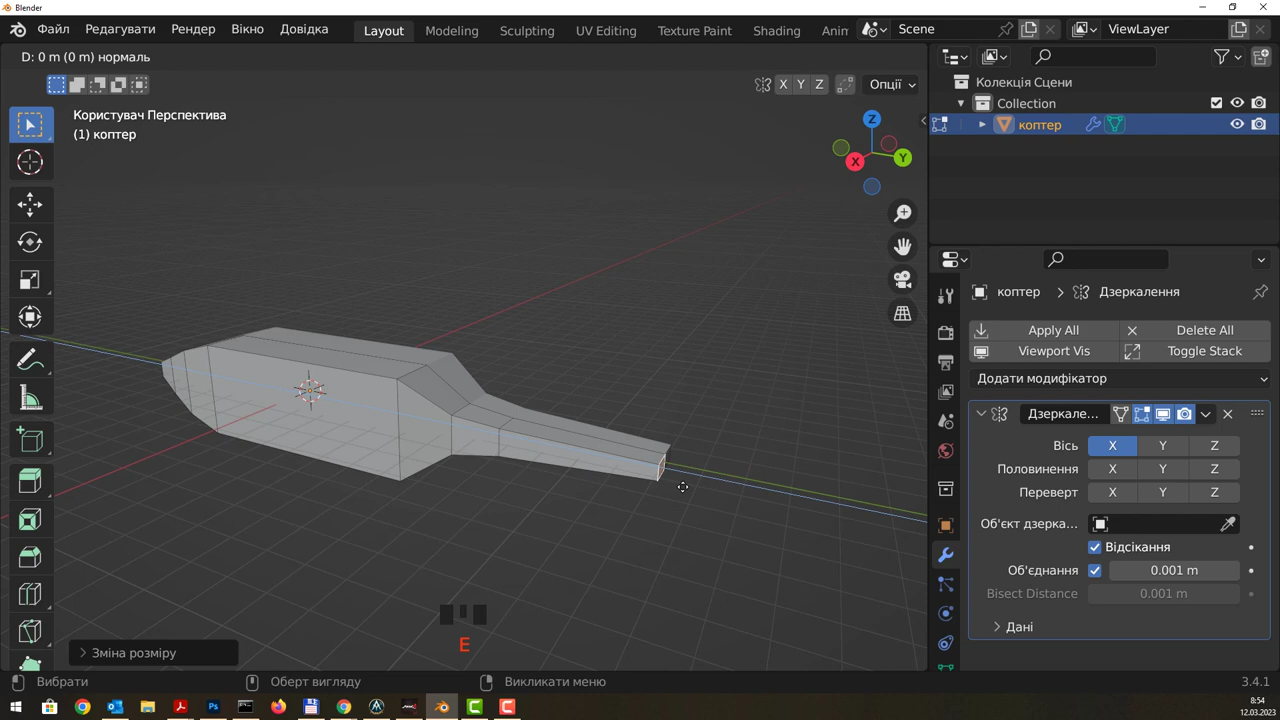 Blender
Файл Редагувати Рендер Вікно Довідка Layout Modeling Sculpting UV Editing Texture Paint Shading Anin Scene ViewLayer
D: 0 m (0 m) нормаль
X Y Z Опції
Користувач Перспектива
(1) коптер
Z
Y
X
Колекція Сцени
Collection
коптер
коптер > Дзеркалення
Apply All Delete All
Viewport Vis Toggle Stack
Додати модифікатор
Дзеркале...
Вісь X Y Z
Половинення X Y Z
Переверт X Y Z
Об'єкт дзерка...
Відсікання
Об'єднання 0.001 m
Bisect Distance 0.001 m
Дані
E
Зміна розміру
Вибрати Оберт вигляду Викликати меню 3.4.1
8:54
12.03.2023